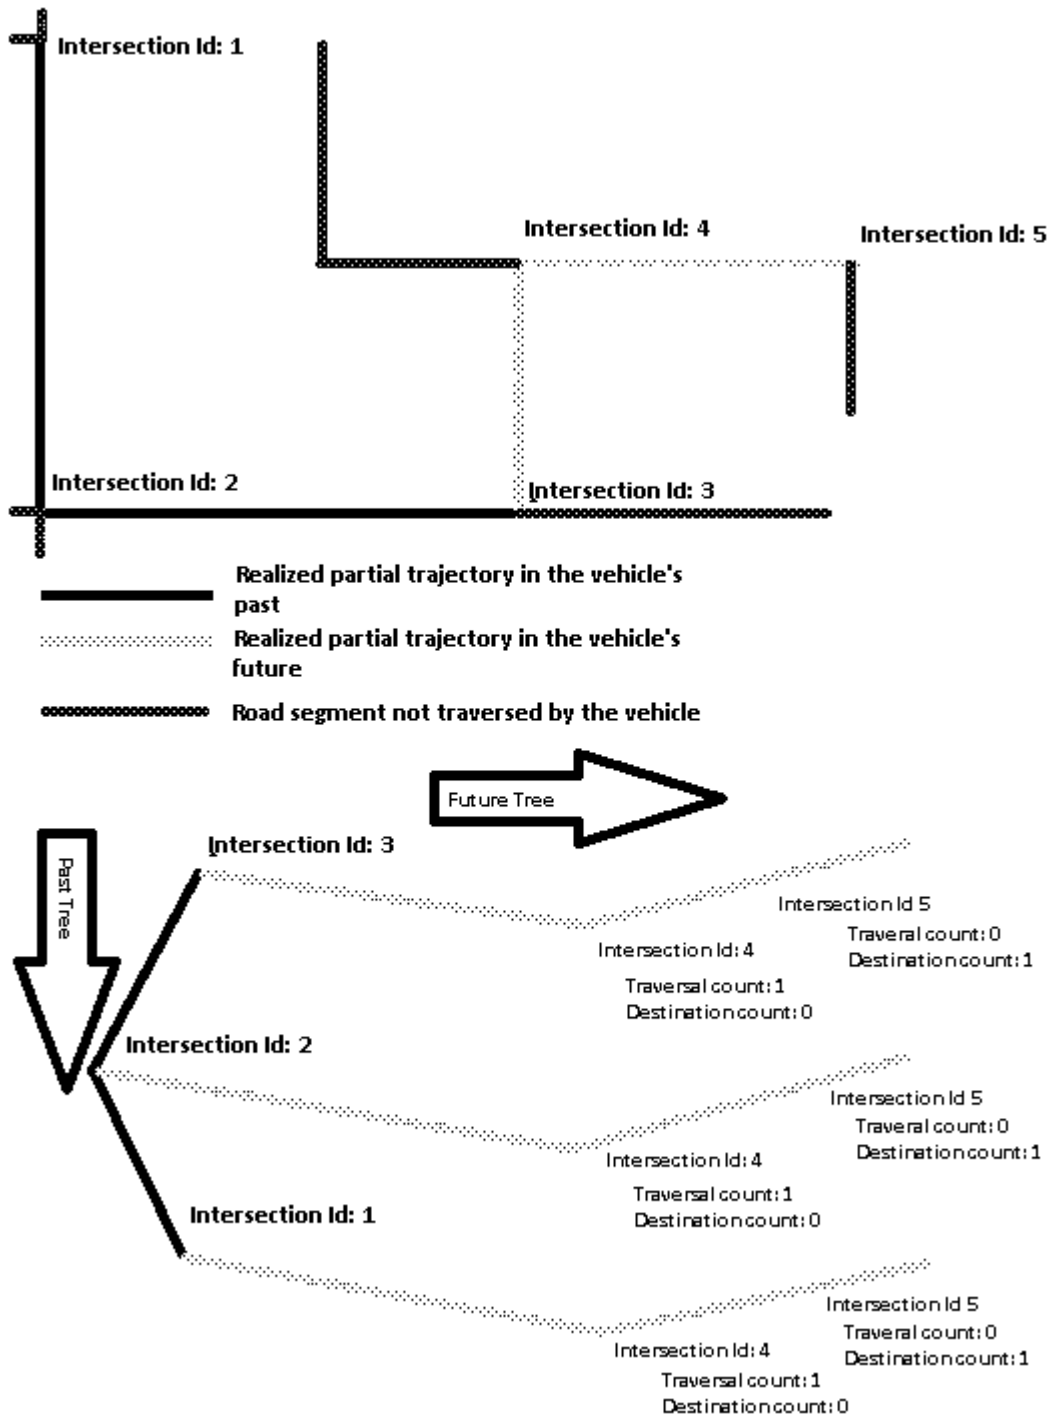 Intersection Id: 1
Intersection Id: 4
Intersection Id: 5
Intersection Id: 2
Intersection Id: 3
Realized partial trajectory in the vehicle's
past
Realized partial trajectory in the vehicle's
future
Road segment not traversed by the vehicle
Future Tree
Past Tree
Intersection Id: 3
Intersection Id 5
Traveral count: 0
Destination count: 1
Intersection Id: 4
Traversal count: 1
Destination count: 0
Intersection Id: 2
Intersection Id 5
Traveral count: 0
Destination count: 1
Intersection Id: 4
Traversal count: 1
Destination count: 0
Intersection Id: 1
Intersection Id 5
Traveral count: 0
Destination count: 1
Intersection Id: 4
Traversal count: 1
Destination count: 0